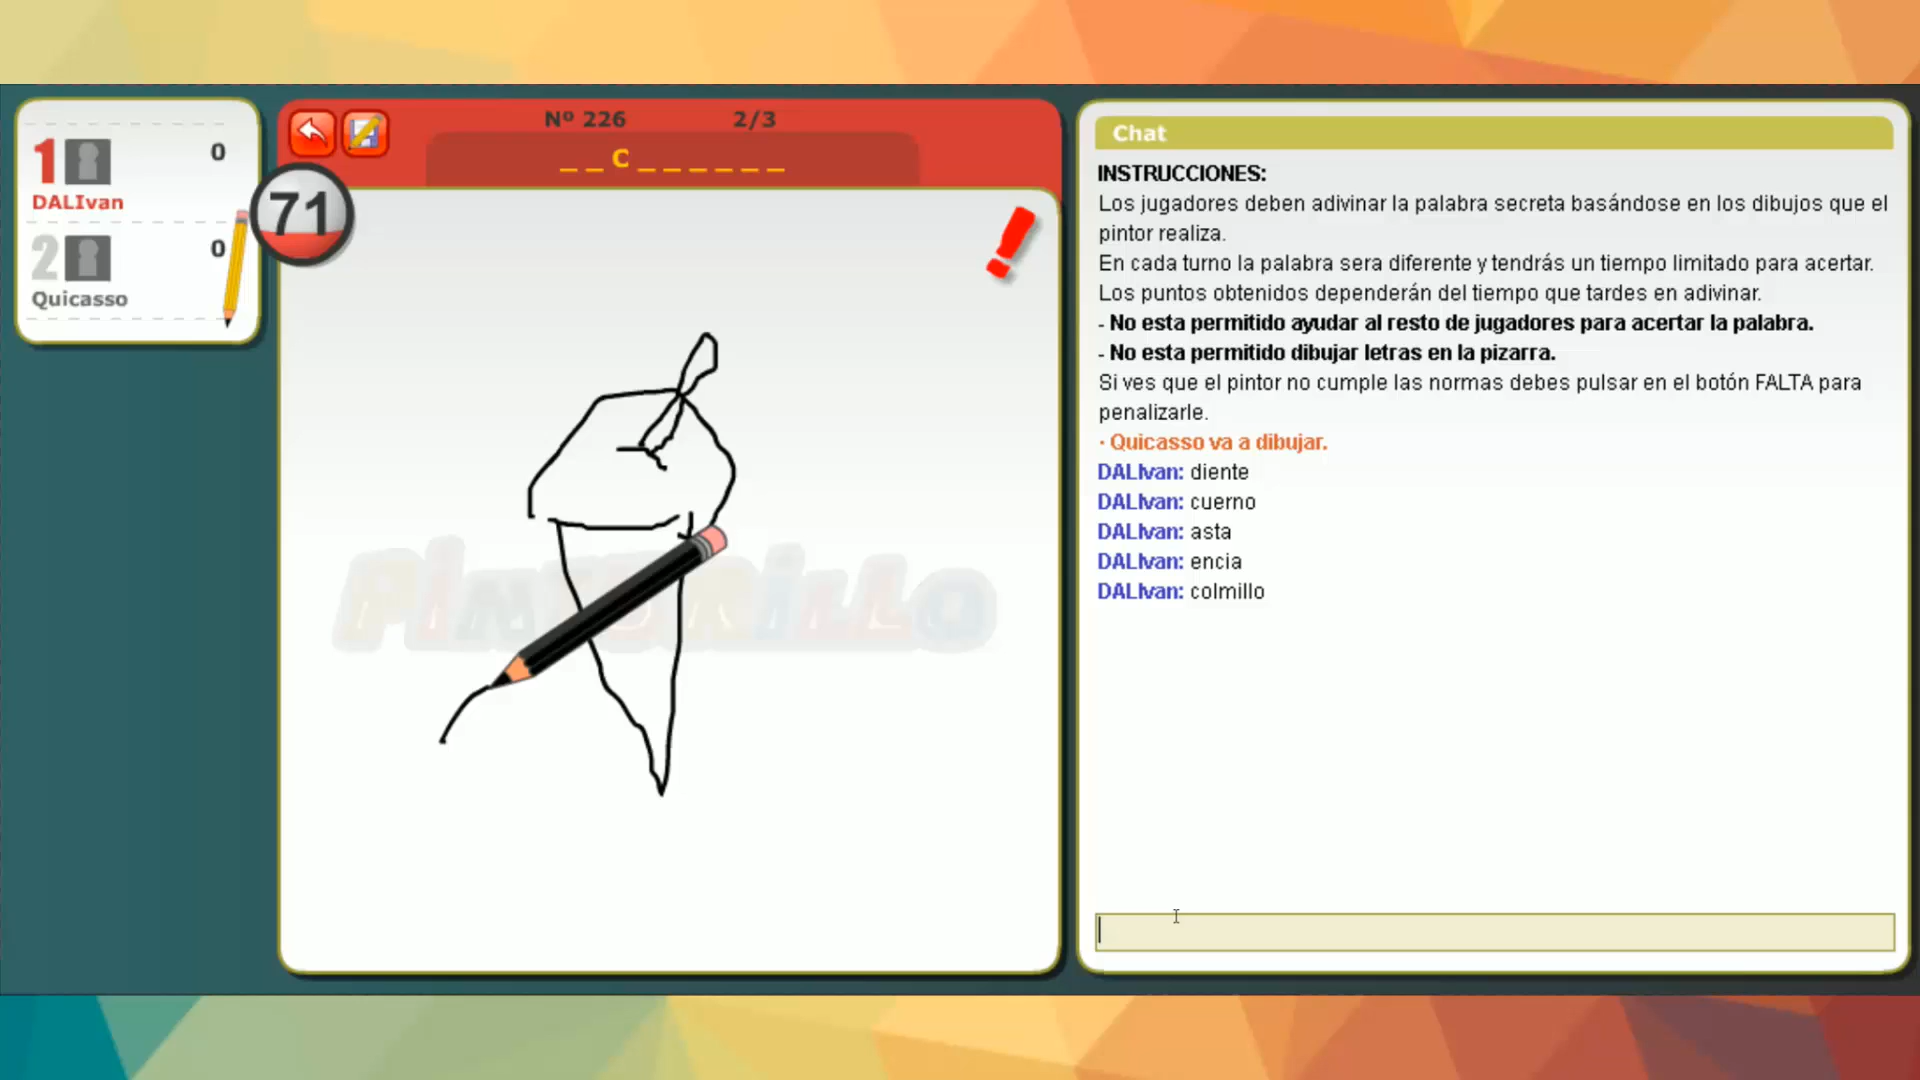 1
0
DALIvan
2
0
Quicasso
71
Nº 226
2/3
_ _ C _ _ _ _ _ _
PINTURILLO
Chat
INSTRUCCIONES:
Los jugadores deben adivinar la palabra secreta basándose en los dibujos que el
pintor realiza.
En cada turno la palabra sera diferente y tendrás un tiempo limitado para acertar.
Los puntos obtenidos dependerán del tiempo que tardes en adivinar.
- No esta permitido ayudar al resto de jugadores para acertar la palabra.
- No esta permitido dibujar letras en la pizarra.
Si ves que el pintor no cumple las normas debes pulsar en el botón FALTA para
penalizarle.
· Quicasso va a dibujar.
DALIvan: diente
DALIvan: cuerno
DALIvan: asta
DALIvan: encia
DALIvan: colmillo